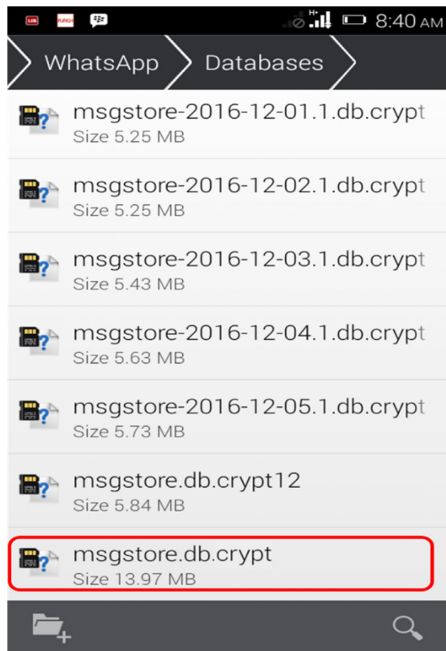 8:40 AM
WhatsApp Databases
msgstore-2016-12-01.1.db.crypt
Size 5.25 MB
msgstore-2016-12-02.1.db.crypt
Size 5.25 MB
msgstore-2016-12-03.1.db.crypt
Size 5.43 MB
msgstore-2016-12-04.1.db.crypt
Size 5.63 MB
msgstore-2016-12-05.1.db.crypt
Size 5.73 MB
msgstore.db.crypt12
Size 5.84 MB
msgstore.db.crypt
Size 13.97 MB